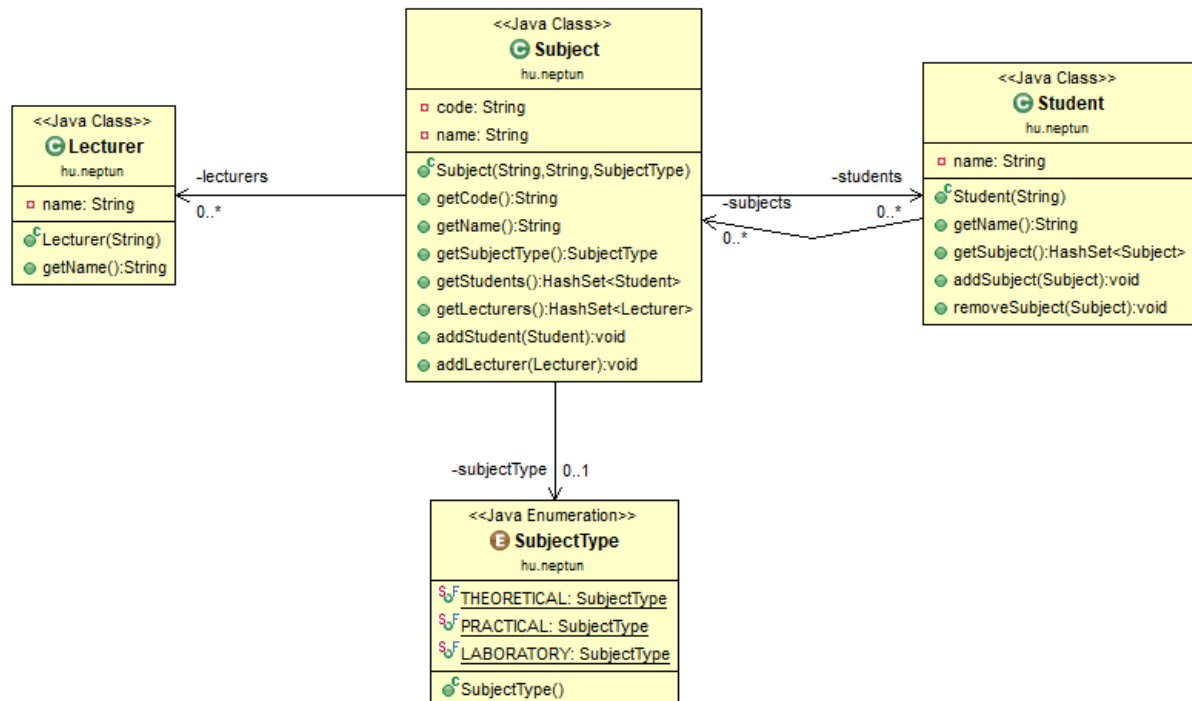 <<Java Class>>
Subject
hu.neptun
code: String
name: String
Subject(String,String,SubjectType)
getCode():String
getName():String
getSubjectType():SubjectType
getStudents():HashSet<Student>
getLecturers():HashSet<Lecturer>
addStudent(Student):void
addLecturer(Lecturer):void
<<Java Class>>
Lecturer
hu.neptun
name: String
Lecturer(String)
getName():String
-lecturers
0..*
<<Java Class>>
Student
hu.neptun
name: String
Student(String)
getName():String
getSubject():HashSet<Subject>
addSubject(Subject):void
removeSubject(Subject):void
-students
0..*
-subjects
0..*
-subjectType
0..1
<<Java Enumeration>>
SubjectType
hu.neptun
THEORETICAL: SubjectType
PRACTICAL: SubjectType
LABORATORY: SubjectType
SubjectType()